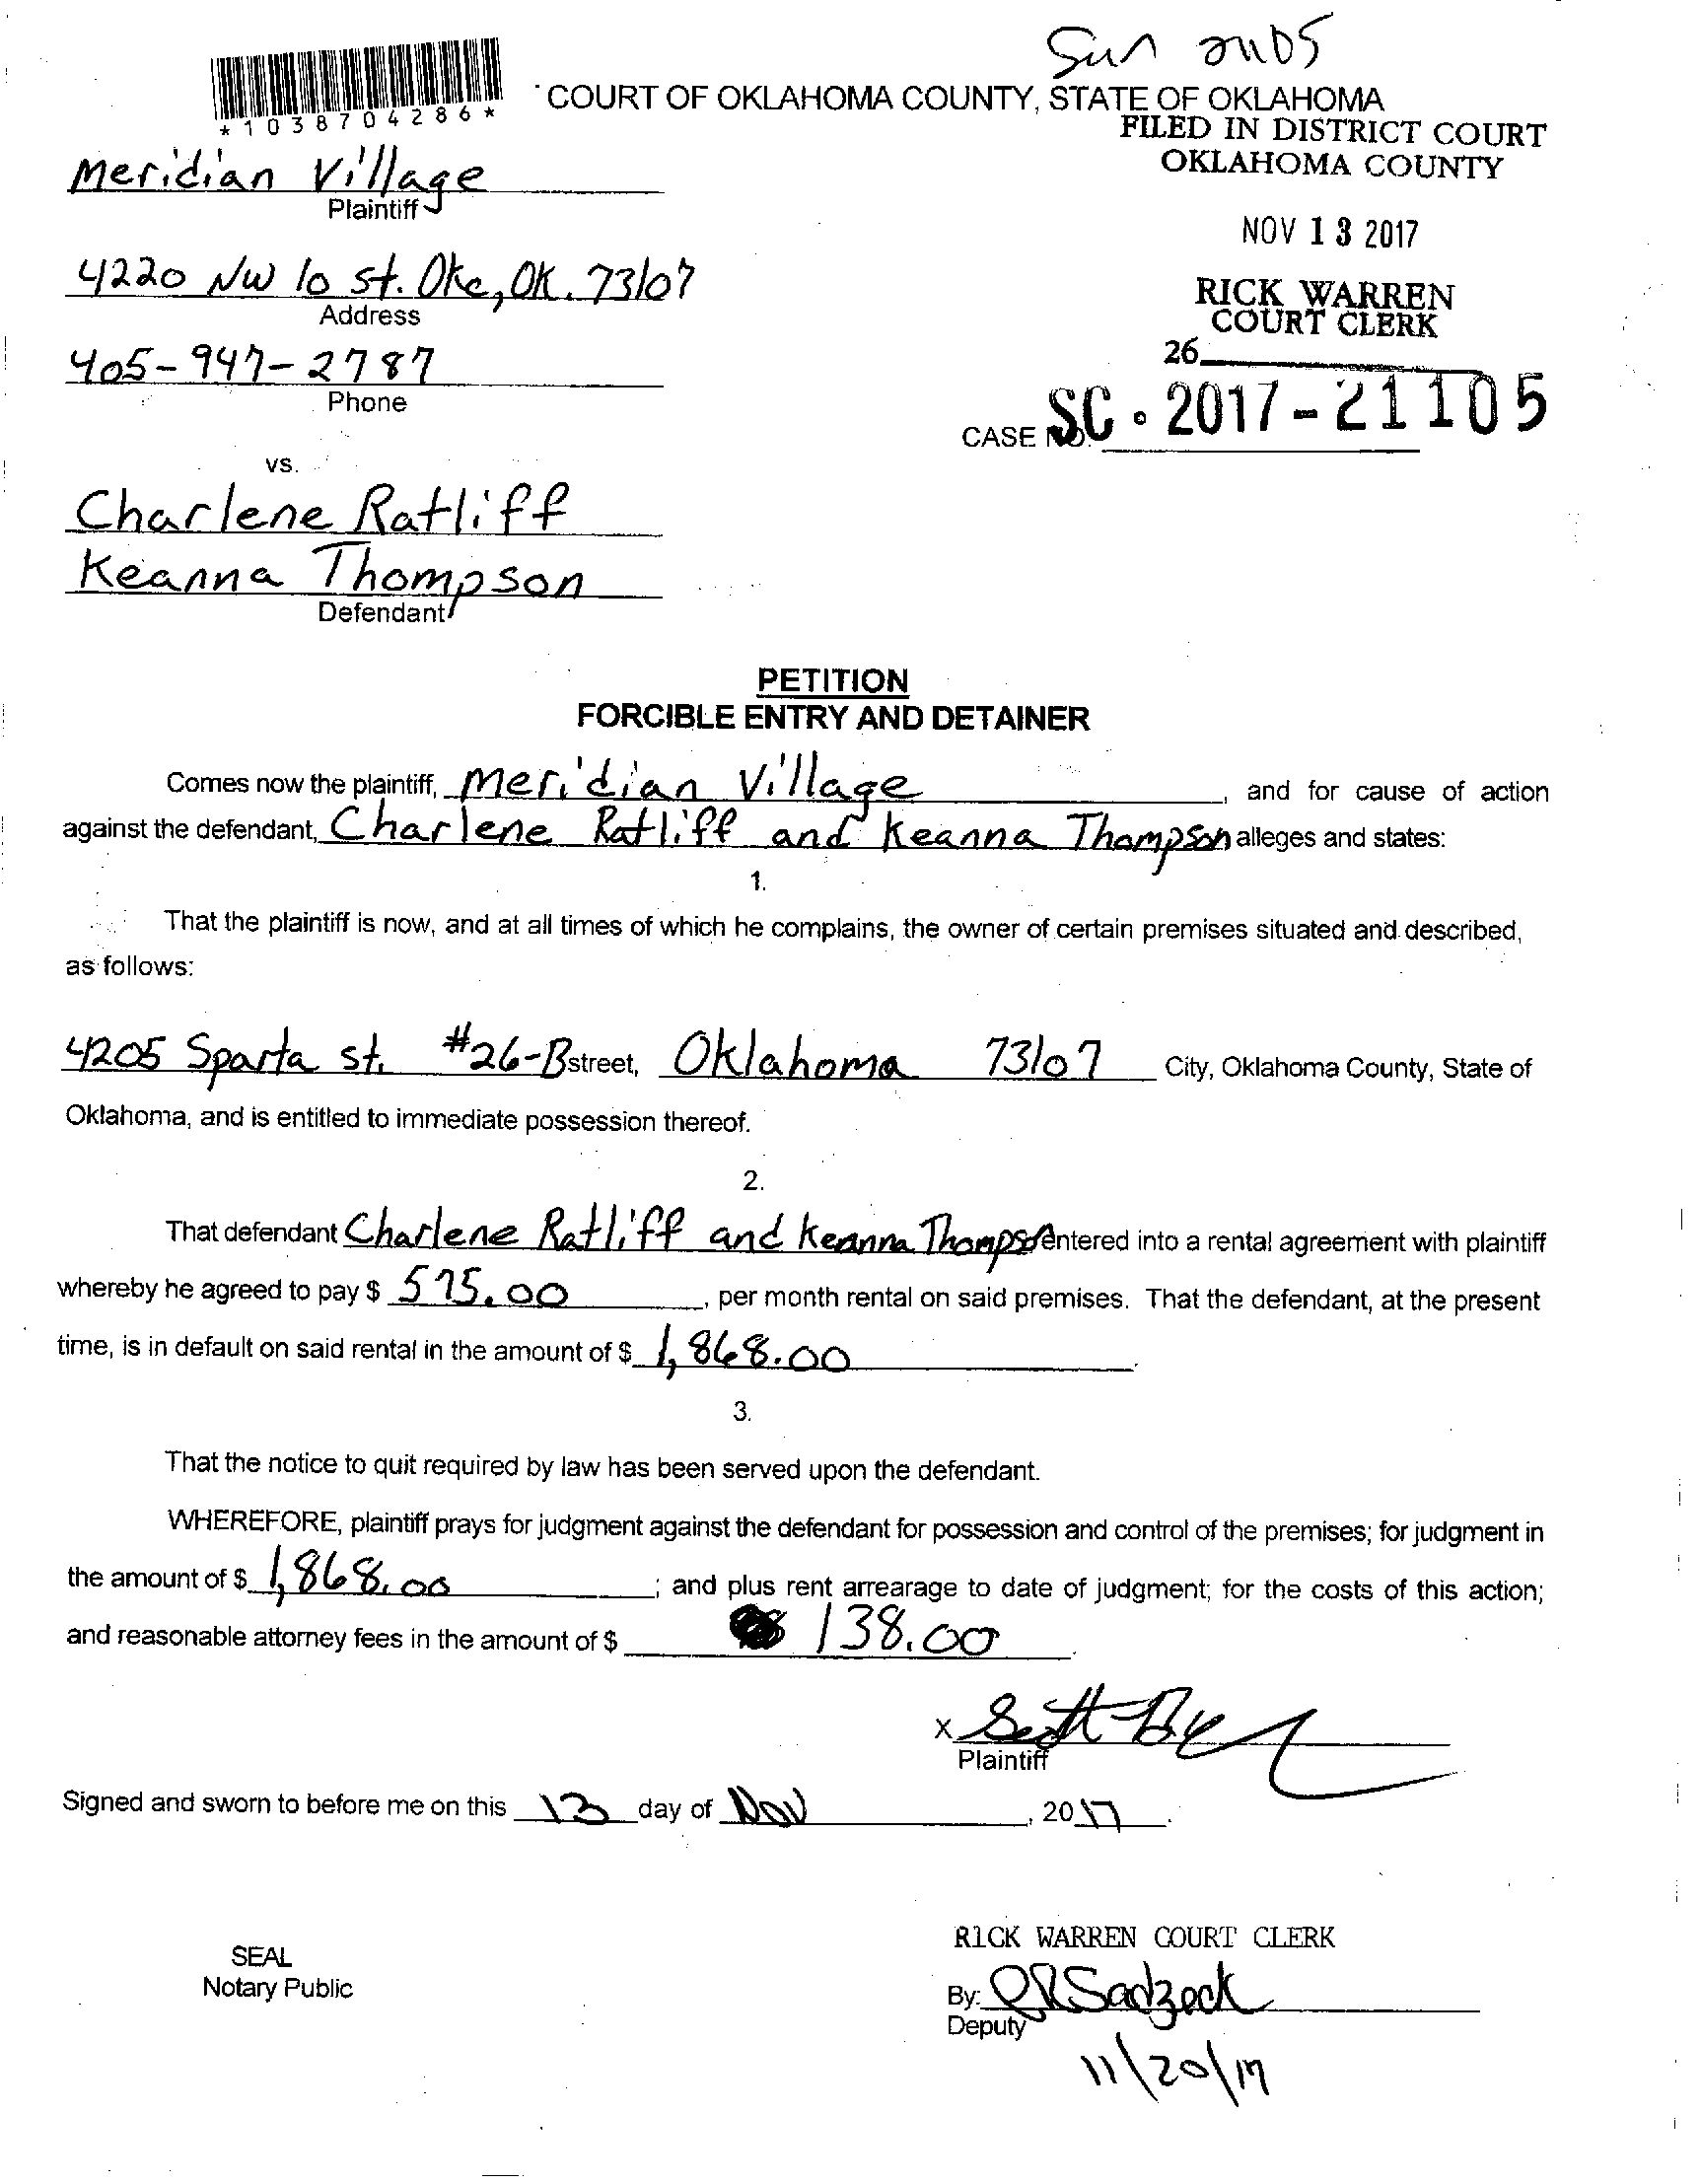 *1038704286*
COURT OF OKLAHOMA COUNTY, STATE OF OKLAHOMA
FILED IN DISTRICT COURT
OKLAHOMA COUNTY
Meridian Village
Plaintiff
NOV 13 2017
4220 NW 10 st. Okc, OK. 73107
Address
RICK WARREN
COURT CLERK
26
405-947-2787
Phone
CASE NO. SC-2017-21105
vs.
Charlene Ratliff
Keanna Thompson
Defendant
PETITION
FORCIBLE ENTRY AND DETAINER
Comes now the plaintiff, Meridian Village, and for cause of action
against the defendant, Charlene Ratliff and Keanna Thompson alleges and states:
1.
That the plaintiff is now, and at all times of which he complains, the owner of certain premises situated and described,
as follows:
4205 Sparta st. #26-B street, Oklahoma 73107 City, Oklahoma County, State of
Oklahoma, and is entitled to immediate possession thereof.
2.
That defendant Charlene Ratliff and Keanna Thompson entered into a rental agreement with plaintiff
whereby he agreed to pay $ 575.00, per month rental on said premises. That the defendant, at the present
time, is in default on said rental in the amount of $ 1,868.00.
3.
That the notice to quit required by law has been served upon the defendant.
WHEREFORE, plaintiff prays for judgment against the defendant for possession and control of the premises; for judgment in
the amount of $ 1,868.00; and plus rent arrearage to date of judgment; for the costs of this action;
and reasonable attorney fees in the amount of $ 138.00.
X
Plaintiff
Signed and sworn to before me on this 13 day of Nov, 2017.
RICK WARREN COURT CLERK
SEAL
Notary Public
By:
Deputy
11/20/17